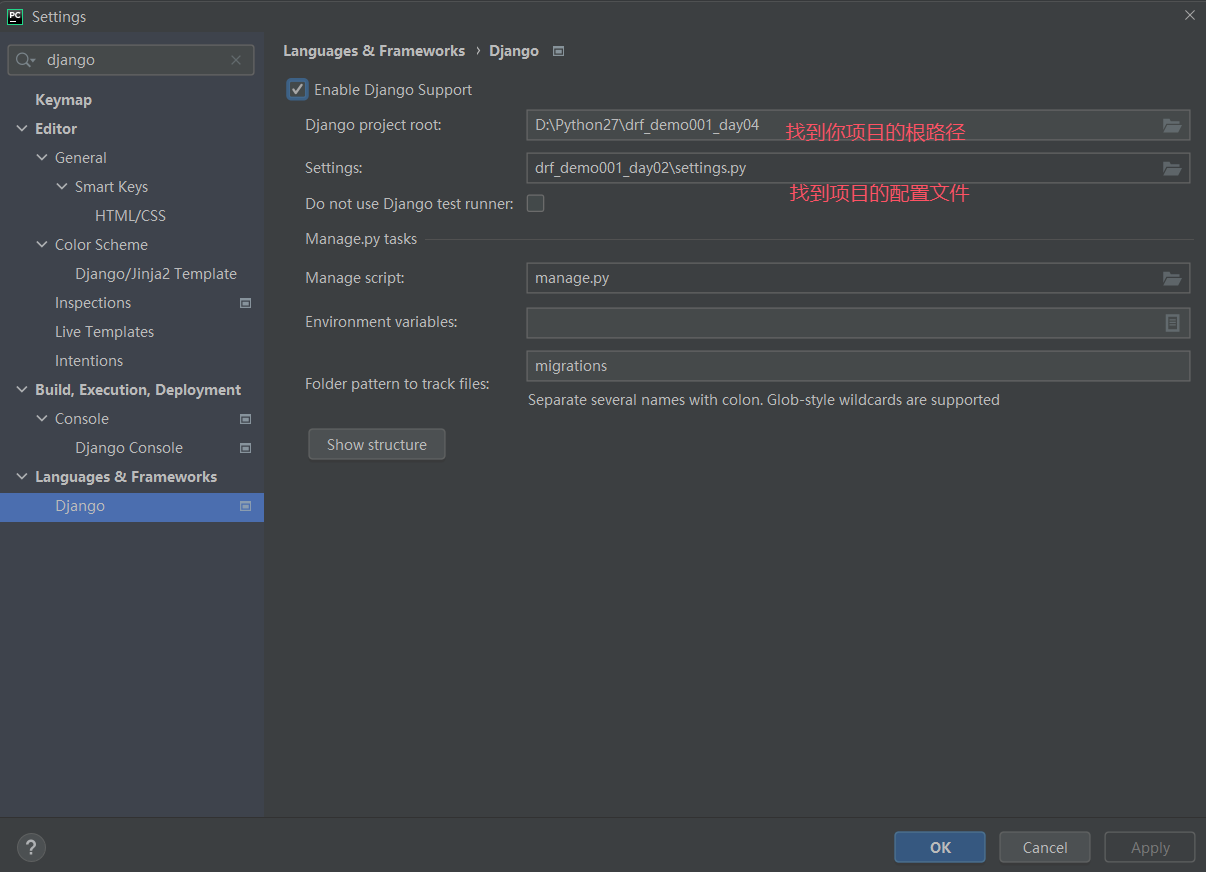 PC Settings
django
Keymap
Editor
General
Smart Keys
HTML/CSS
Color Scheme
Django/Jinja2 Template
Inspections
Live Templates
Intentions
Build, Execution, Deployment
Console
Django Console
Languages & Frameworks
Django
Languages & Frameworks › Django
Enable Django Support
Django project root: D:\Python27\drf_demo001_day04 找到你项目的根路径
Settings: drf_demo001_day02\settings.py
找到项目的配置文件
Do not use Django test runner:
Manage.py tasks
Manage script: manage.py
Environment variables:
Folder pattern to track files: migrations
Separate several names with colon. Glob-style wildcards are supported
Show structure
? OK Cancel Apply